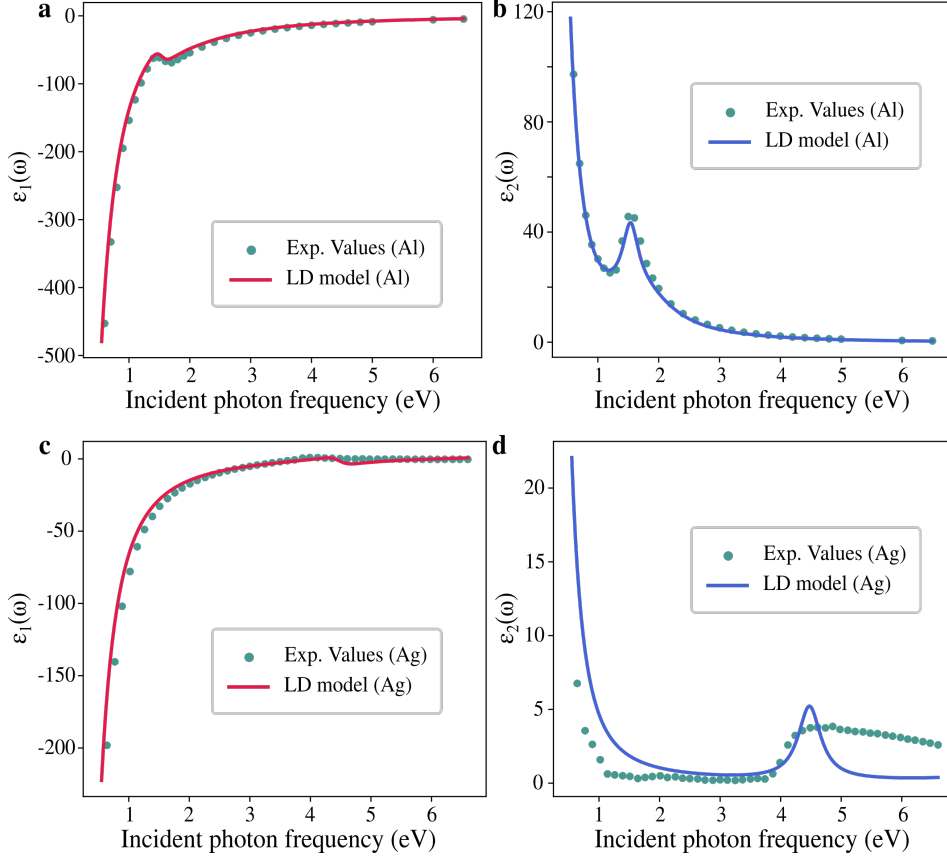 a
0
-100
-200
-300
-400
-500
ε1(ω)
Exp. Values (Al)
LD model (Al)
1 2 3 4 5 6
Incident photon frequency (eV)
b
120
80
40
0
ε2(ω)
Exp. Values (Al)
LD model (Al)
1 2 3 4 5 6
Incident photon frequency (eV)
c
0
-50
-100
-150
-200
ε1(ω)
Exp. Values (Ag)
LD model (Ag)
1 2 3 4 5 6
Incident photon frequency (eV)
d
20
15
10
5
0
ε2(ω)
Exp. Values (Ag)
LD model (Ag)
1 2 3 4 5 6
Incident photon frequency (eV)